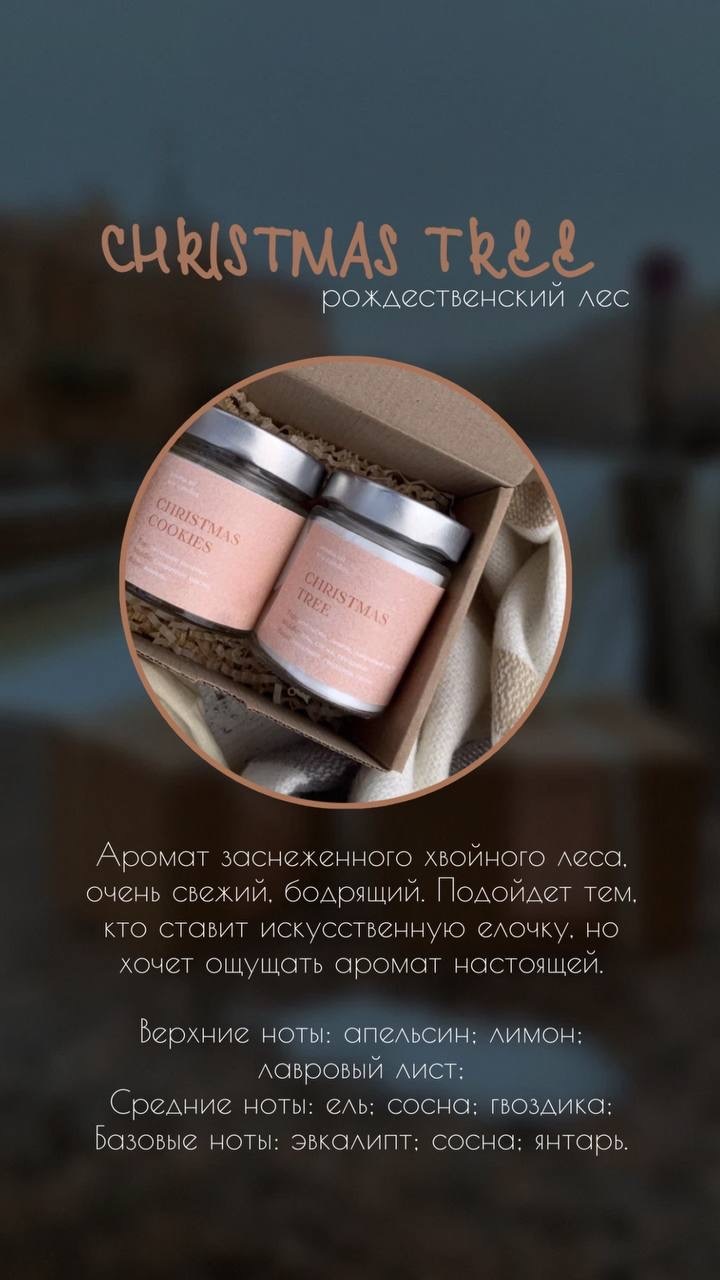 CHRISTMAS TREE
рождественский лес
CHRISTMAS
COOKIES
CHRISTMAS
TREE
Аромат заснеженного хвойного леса,
очень свежий, бодрящий. Подойдет тем,
кто ставит искусственную елочку, но
хочет ощущать аромат настоящей.
Верхние ноты: апельсин; лимон;
лавровый лист;
Средние ноты: ель; сосна; гвоздика;
Базовые ноты: эвкалипт; сосна; янтарь.